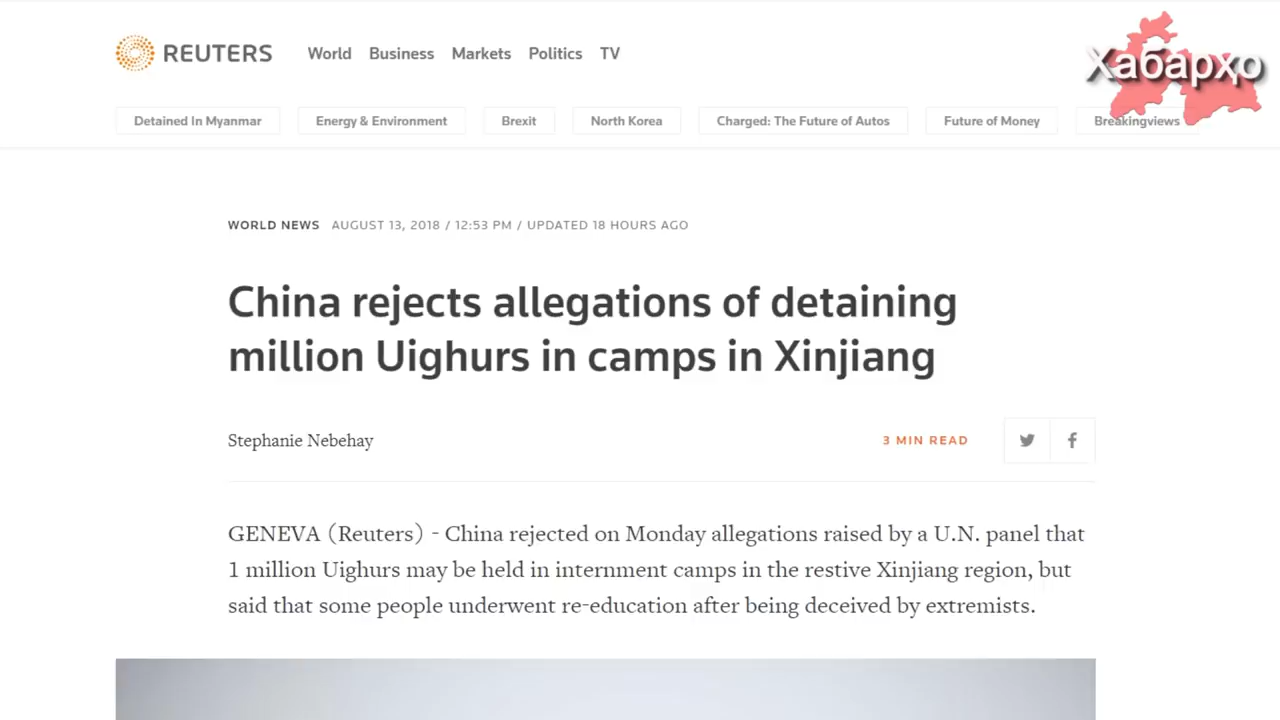 REUTERS World Business Markets Politics TV
Хабарҳо
Detained In Myanmar Energy & Environment Brexit North Korea Charged: The Future of Autos Future of Money Breakingviews
WORLD NEWS AUGUST 13, 2018 / 12:53 PM / UPDATED 18 HOURS AGO
China rejects allegations of detaining
million Uighurs in camps in Xinjiang
Stephanie Nebehay 3 MIN READ
GENEVA (Reuters) - China rejected on Monday allegations raised by a U.N. panel that
1 million Uighurs may be held in internment camps in the restive Xinjiang region, but
said that some people underwent re-education after being deceived by extremists.